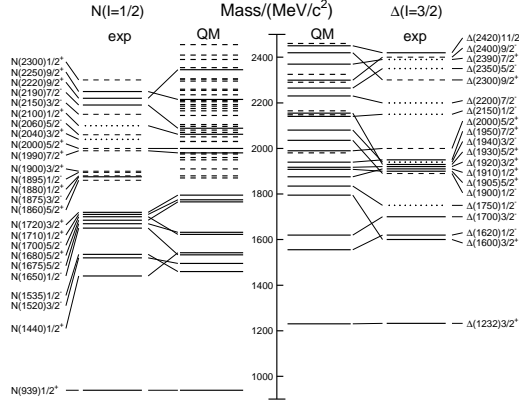 N(I=1/2) Mass/(MeV/c²) Δ(I=3/2)
exp QM QM exp
N(2300)1/2⁺
N(2250)9/2⁻
N(2220)9/2⁺
N(2190)7/2⁻
N(2150)3/2⁻
N(2100)1/2⁺
N(2060)5/2⁻
N(2040)3/2⁺
N(2000)5/2⁺
N(1990)7/2⁺
N(1900)3/2⁺
N(1895)1/2⁻
N(1880)1/2⁺
N(1875)3/2⁻
N(1860)5/2⁺
N(1720)3/2⁺
N(1710)1/2⁺
N(1700)5/2⁻
N(1680)5/2⁺
N(1675)5/2⁻
N(1650)1/2⁻
N(1535)1/2⁻
N(1520)3/2⁻
N(1440)1/2⁺
N(939)1/2⁺
2400
2200
2000
1800
1600
1400
1200
1000
Δ(2420)11/2
Δ(2400)9/2⁻
Δ(2390)7/2⁺
Δ(2350)5/2⁻
Δ(2300)9/2⁺
Δ(2200)7/2⁻
Δ(2150)1/2⁻
Δ(2000)5/2⁺
Δ(1950)7/2⁺
Δ(1940)3/2⁻
Δ(1930)5/2⁻
Δ(1920)3/2⁺
Δ(1910)1/2⁺
Δ(1905)5/2⁺
Δ(1900)1/2⁻
Δ(1750)1/2⁺
Δ(1700)3/2⁻
Δ(1620)1/2⁻
Δ(1600)3/2⁺
Δ(1232)3/2⁺